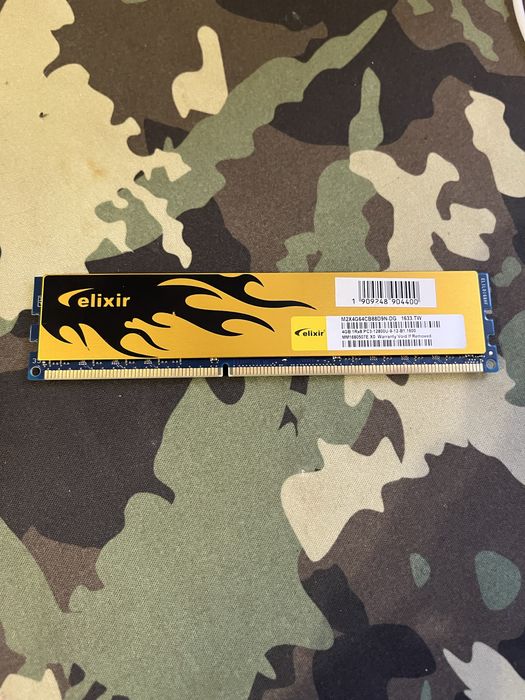 elixir
1 909748 904400
M2X4G64CB88D9N-DG 1633.TW
elixir
4GB 1Rx8 PC3-12800U-9-12-B1 1600
Warranty Void If Removed